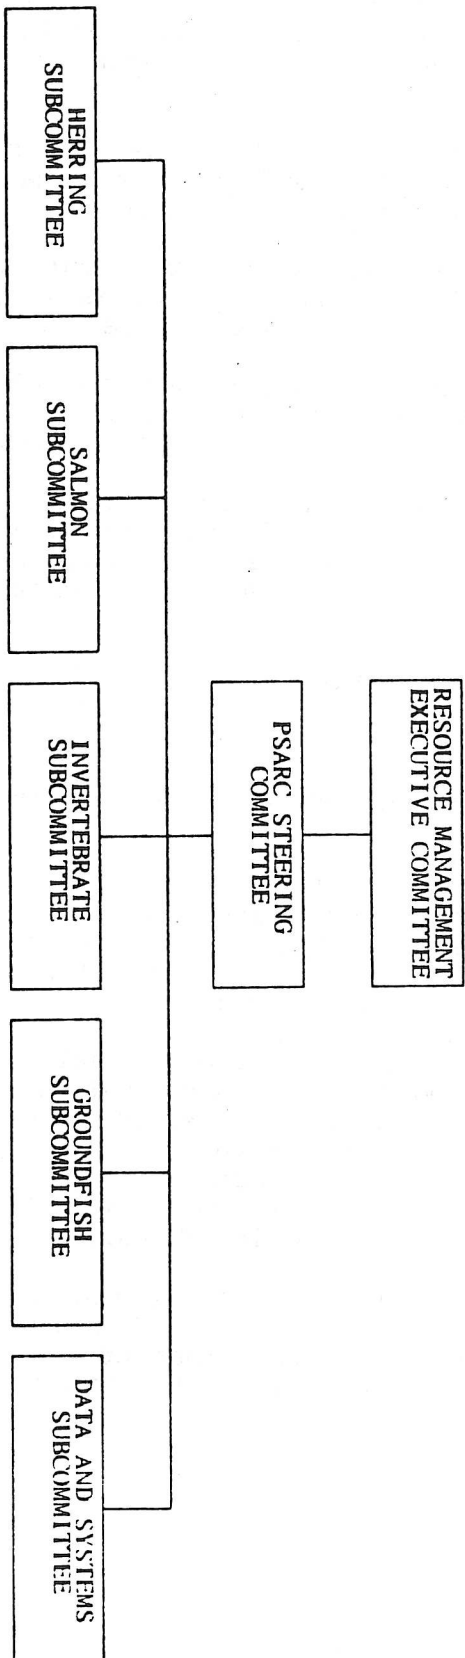 RESOURCE MANAGEMENT
EXECUTIVE COMMITTEE
PSARC STEERING
COMMITTEE
HERRING
SUBCOMMITTEE
SALMON
SUBCOMMITTEE
INVERTEBRATE
SUBCOMMITTEE
GROUNDFISH
SUBCOMMITTEE
DATA AND SYSTEMS
SUBCOMMITTEE